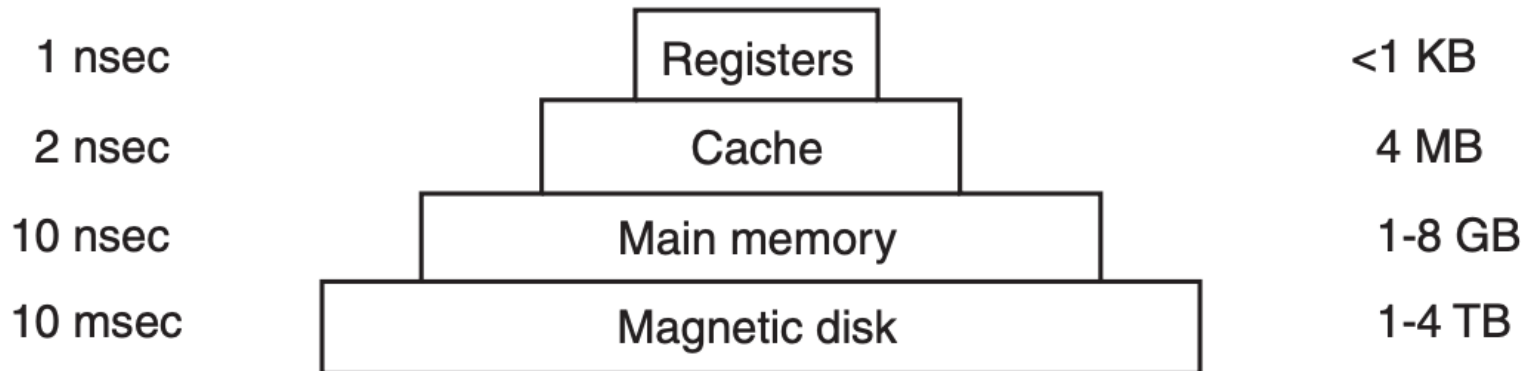 1 nsec Registers <1 KB
2 nsec Cache 4 MB
10 nsec Main memory 1-8 GB
10 msec Magnetic disk 1-4 TB